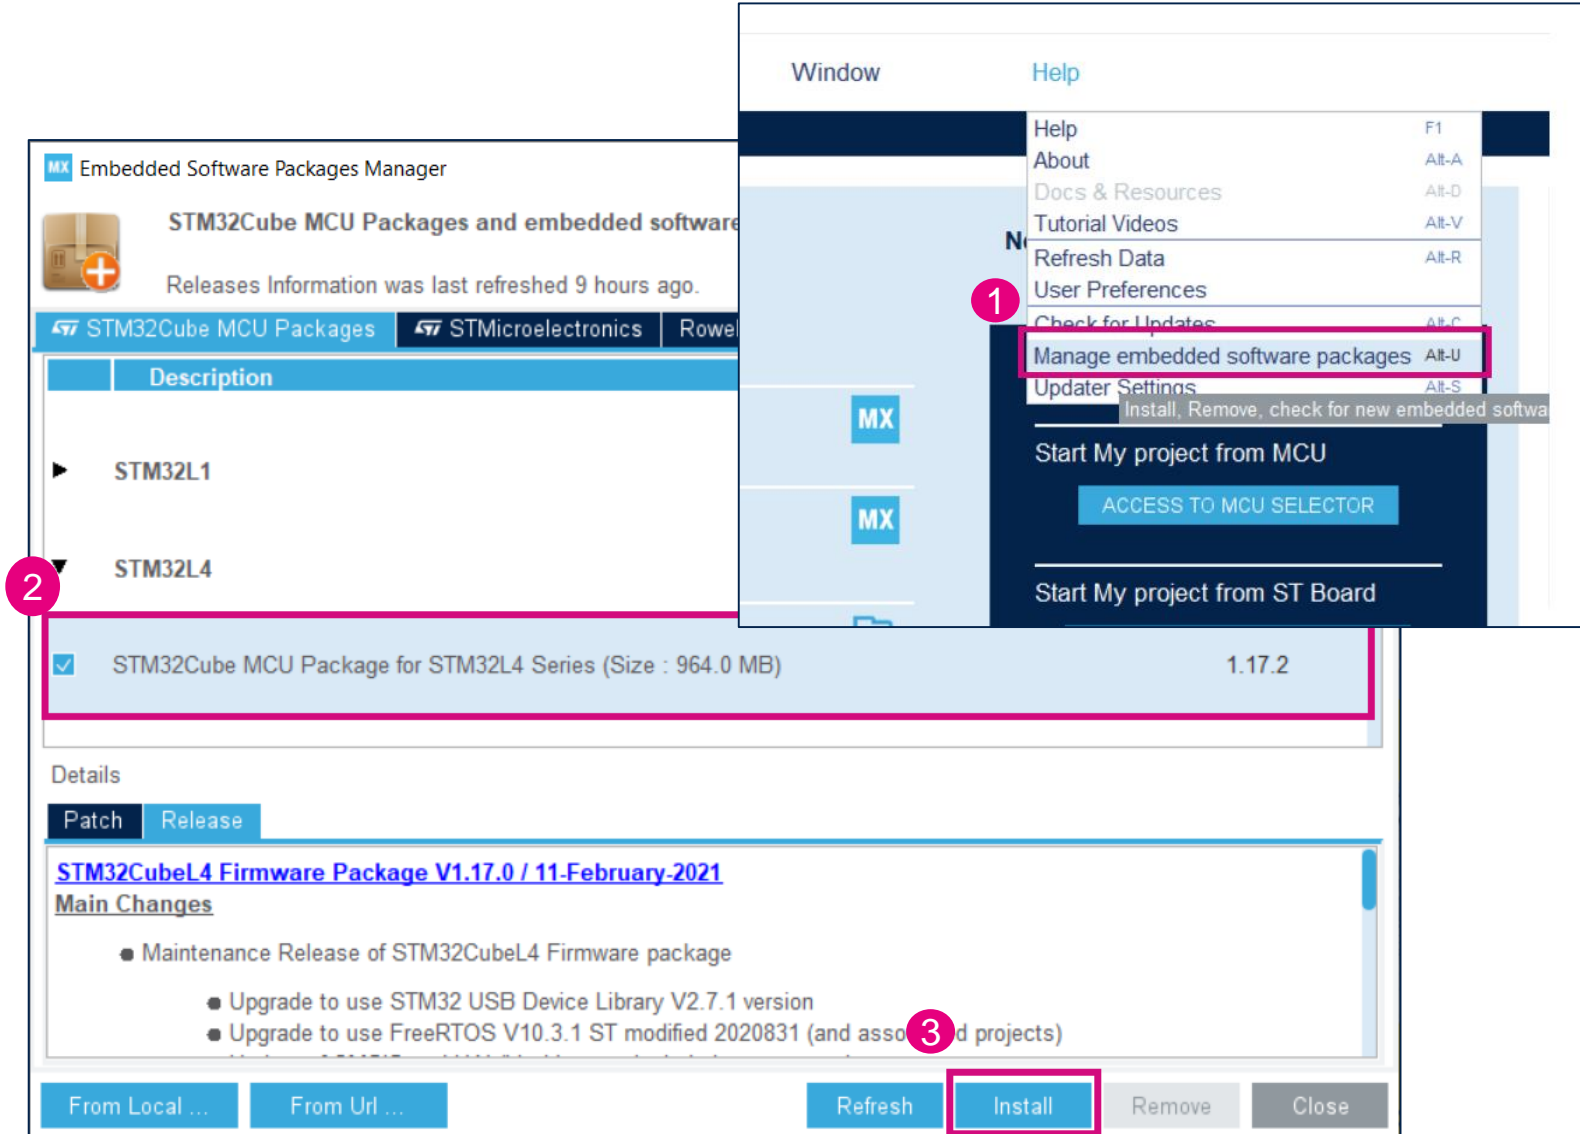 Window
Help
Help F1
About Alt-A
Docs & Resources Alt-D
Tutorial Videos Alt-V
Refresh Data Alt-R
User Preferences
1
Check for Updates Alt-C
Manage embedded software packages Alt-U
Updater Settings Alt-S
Install, Remove, check for new embedded
MX
Start My project from MCU
ACCESS TO MCU SELECTOR
MX
Start My project from ST Board
MX Embedded Software Packages Manager
STM32Cube MCU Packages and embedded software
Releases Information was last refreshed 9 hours ago.
STM32Cube MCU Packages
STMicroelectronics
Description
STM32L1
2
STM32L4
STM32Cube MCU Package for STM32L4 Series (Size : 964.0 MB) 1.17.2
Details
Patch Release
STM32CubeL4 Firmware Package V1.17.0 / 11-February-2021
Main Changes
Maintenance Release of STM32CubeL4 Firmware package
Upgrade to use STM32 USB Device Library V2.7.1 version
Upgrade to use FreeRTOS V10.3.1 ST modified 2020831 (and projects)
3
From Local ... From Url ... Refresh Install Remove Close